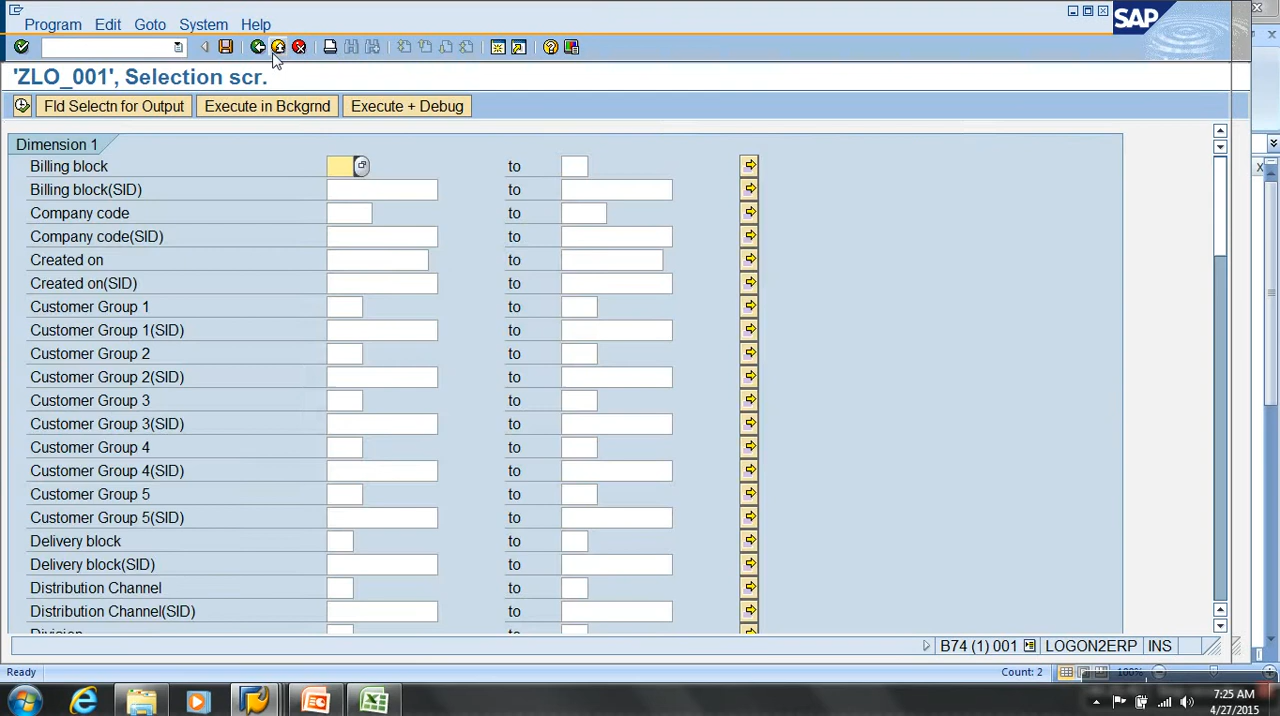 Program Edit Goto System Help
SAP
'ZLO_001', Selection scr.
Fld Selectn for Output Execute in Bckgrnd Execute + Debug
Dimension 1
Billing block to
Billing block(SID) to
Company code to
Company code(SID) to
Created on to
Created on(SID) to
Customer Group 1 to
Customer Group 1(SID) to
Customer Group 2 to
Customer Group 2(SID) to
Customer Group 3 to
Customer Group 3(SID) to
Customer Group 4 to
Customer Group 4(SID) to
Customer Group 5 to
Customer Group 5(SID) to
Delivery block to
Delivery block(SID) to
Distribution Channel to
Distribution Channel(SID) to
Division
B74 (1) 001 LOGON2ERP INS
Ready Count: 2 100%
7:25 AM
4/27/2015